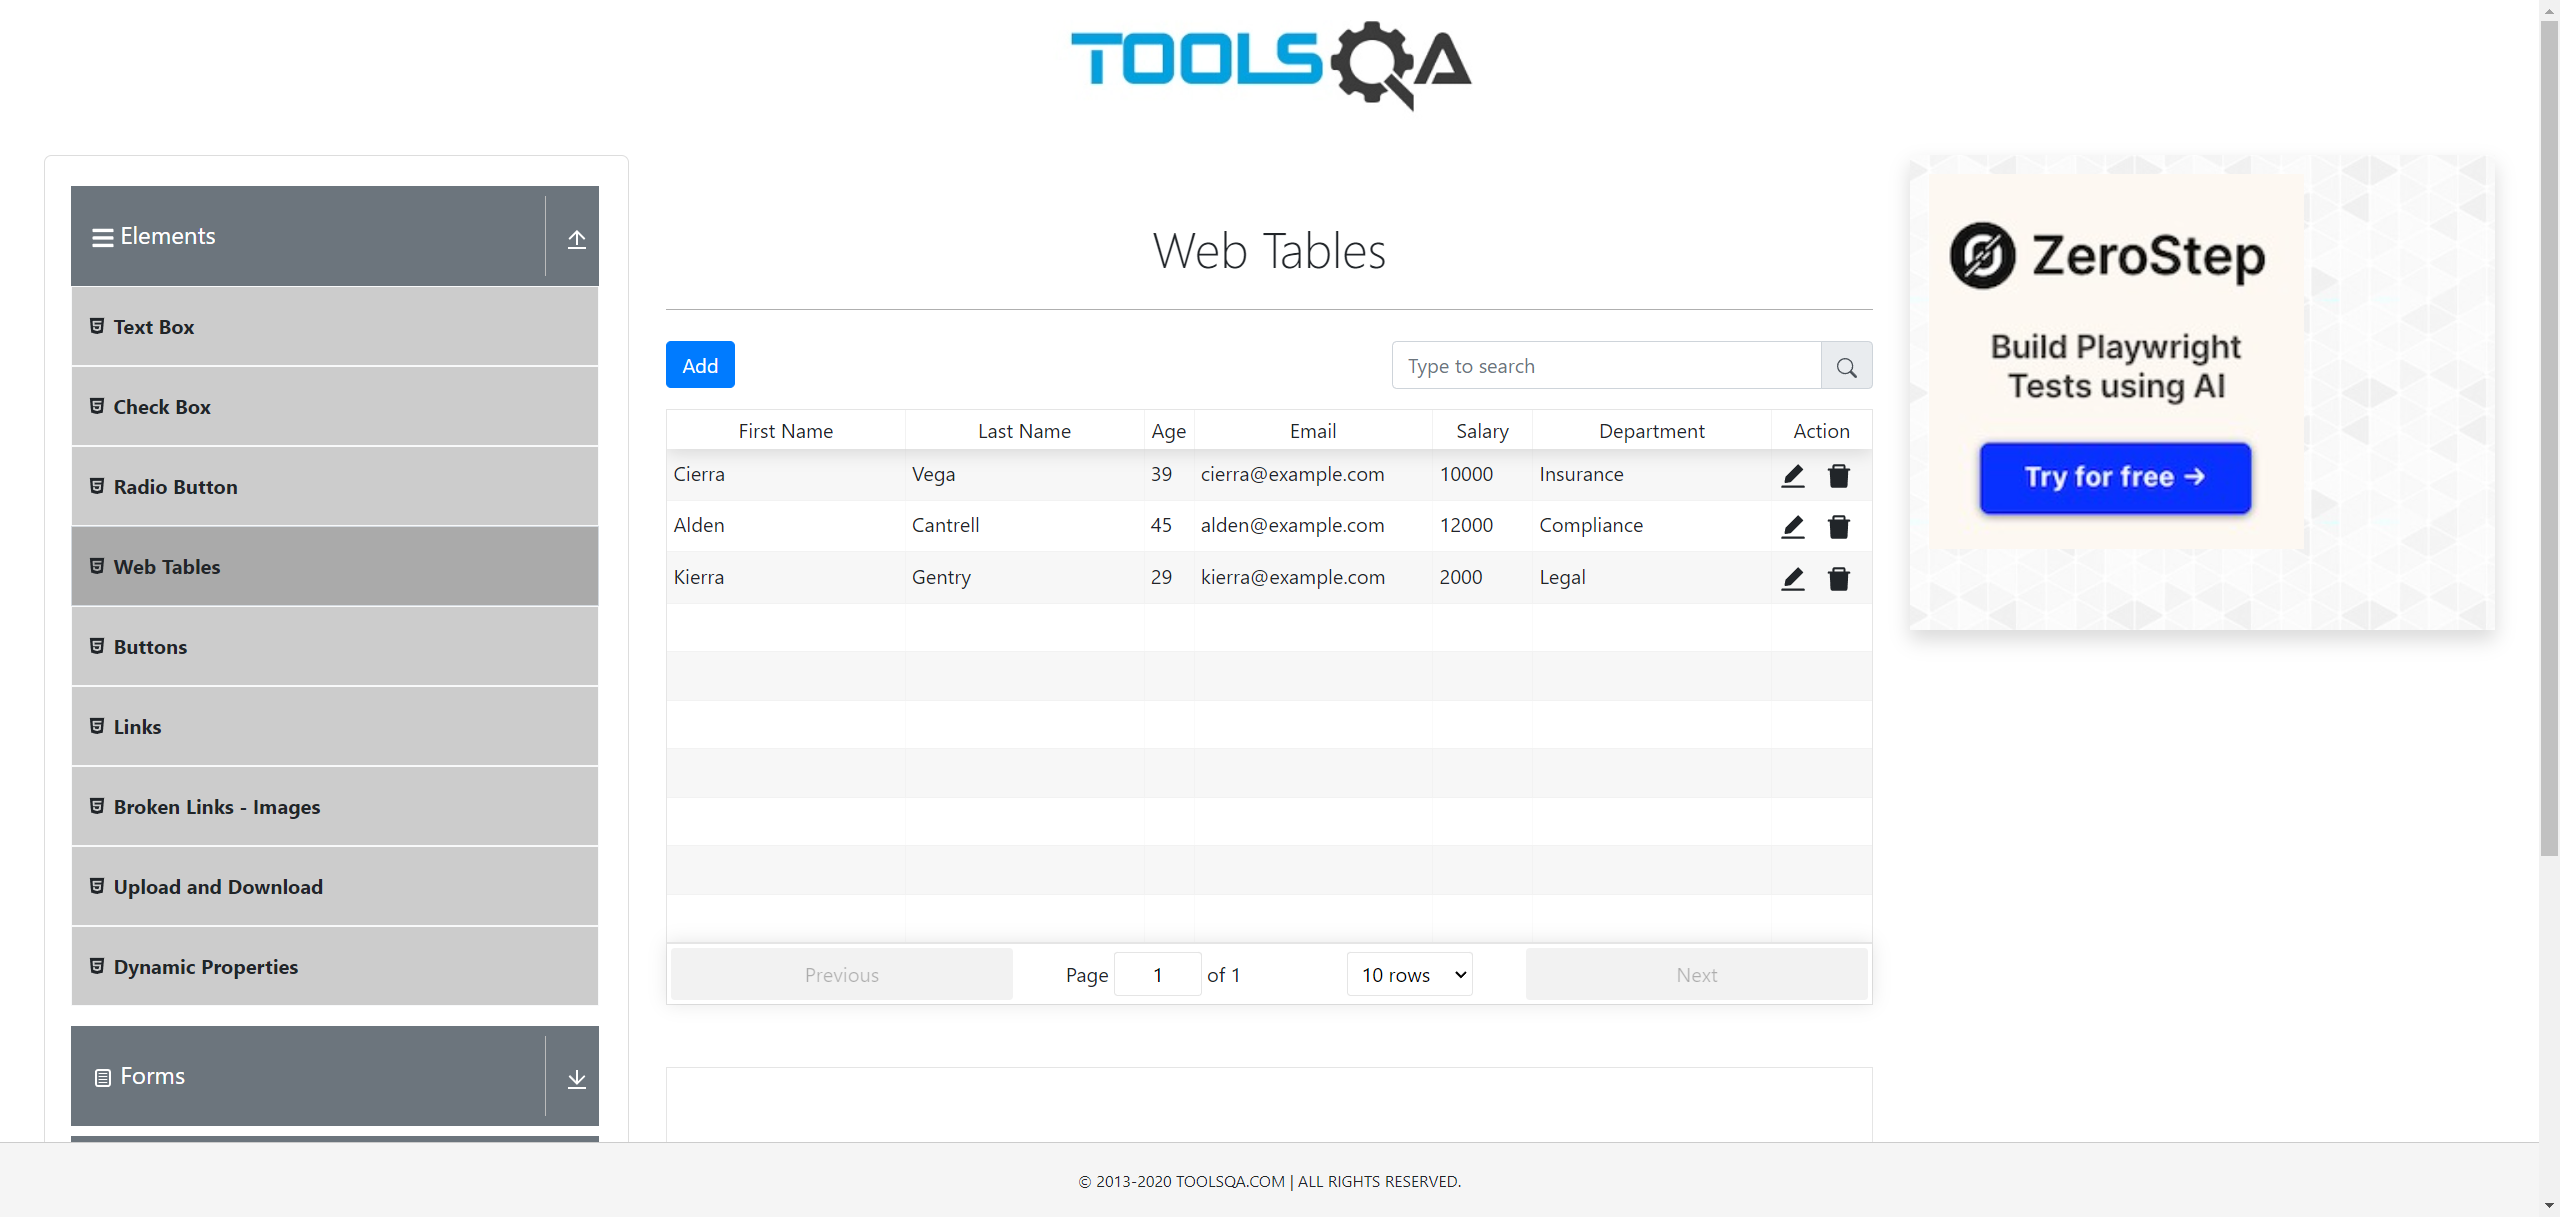 TOOLSQA
Elements
Text Box
Check Box
Radio Button
Web Tables
Buttons
Links
Broken Links - Images
Upload and Download
Dynamic Properties
Forms
Web Tables
Add
Type to search
First Name Last Name Age Email Salary Department Action
Cierra Vega 39 cierra@example.com 10000 Insurance
Alden Cantrell 45 alden@example.com 12000 Compliance
Kierra Gentry 29 kierra@example.com 2000 Legal
Previous Page 1 of 1 10 rows Next
ZeroStep
Build Playwright
Tests using AI
Try for free →
© 2013-2020 TOOLSQA.COM | ALL RIGHTS RESERVED.